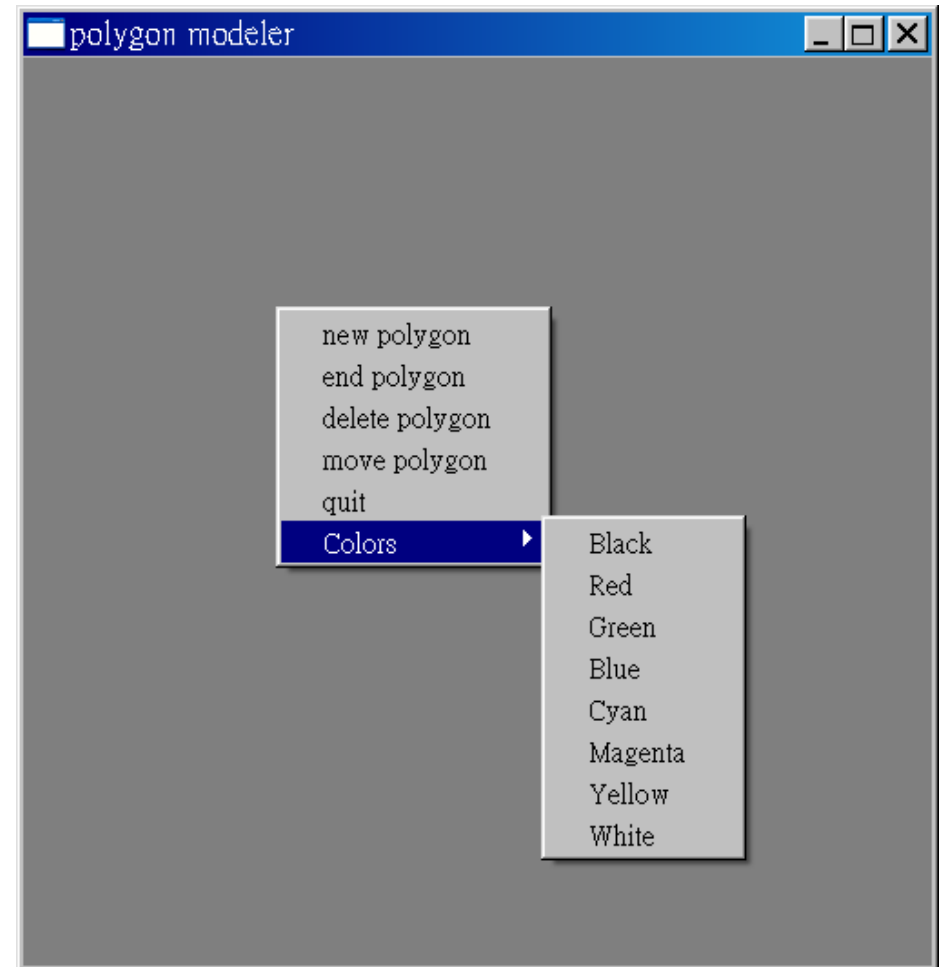 polygon modeler
new polygon
end polygon
delete polygon
move polygon
quit
Colors
Black
Red
Green
Blue
Cyan
Magenta
Yellow
White